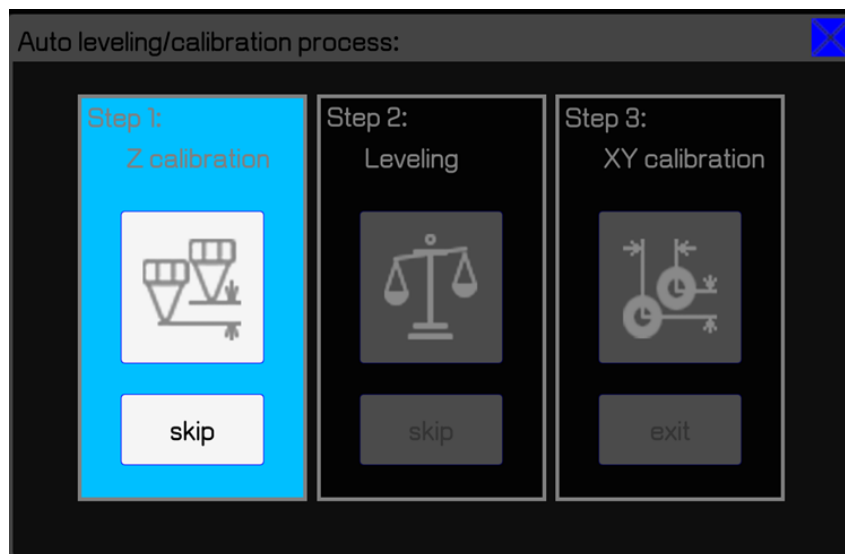 Auto leveling/calibration process:
Step 1:
Z calibration
skip
Step 2:
Leveling
skip
Step 3:
XY calibration
exit